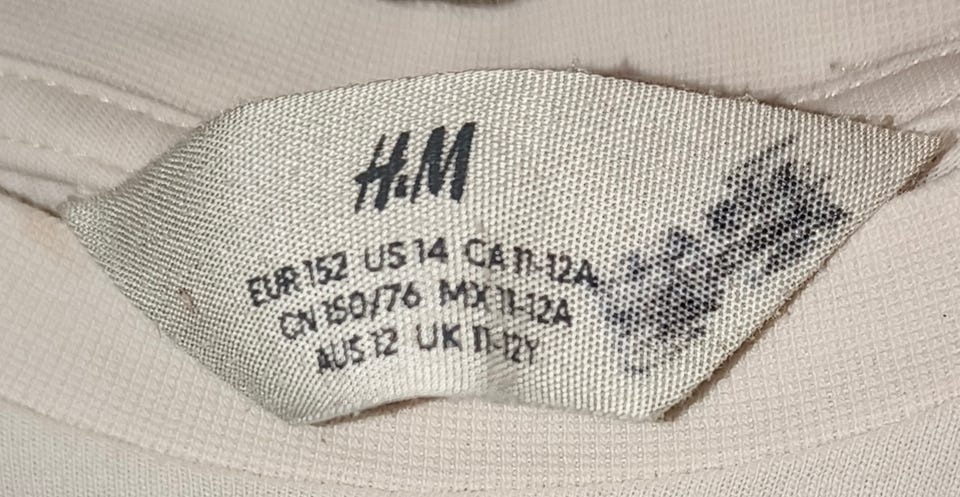 H&M
EUR 152 US 14 CA 11-12A
CN 150/76 MX 11-12A
AUS 12 UK 11-12Y